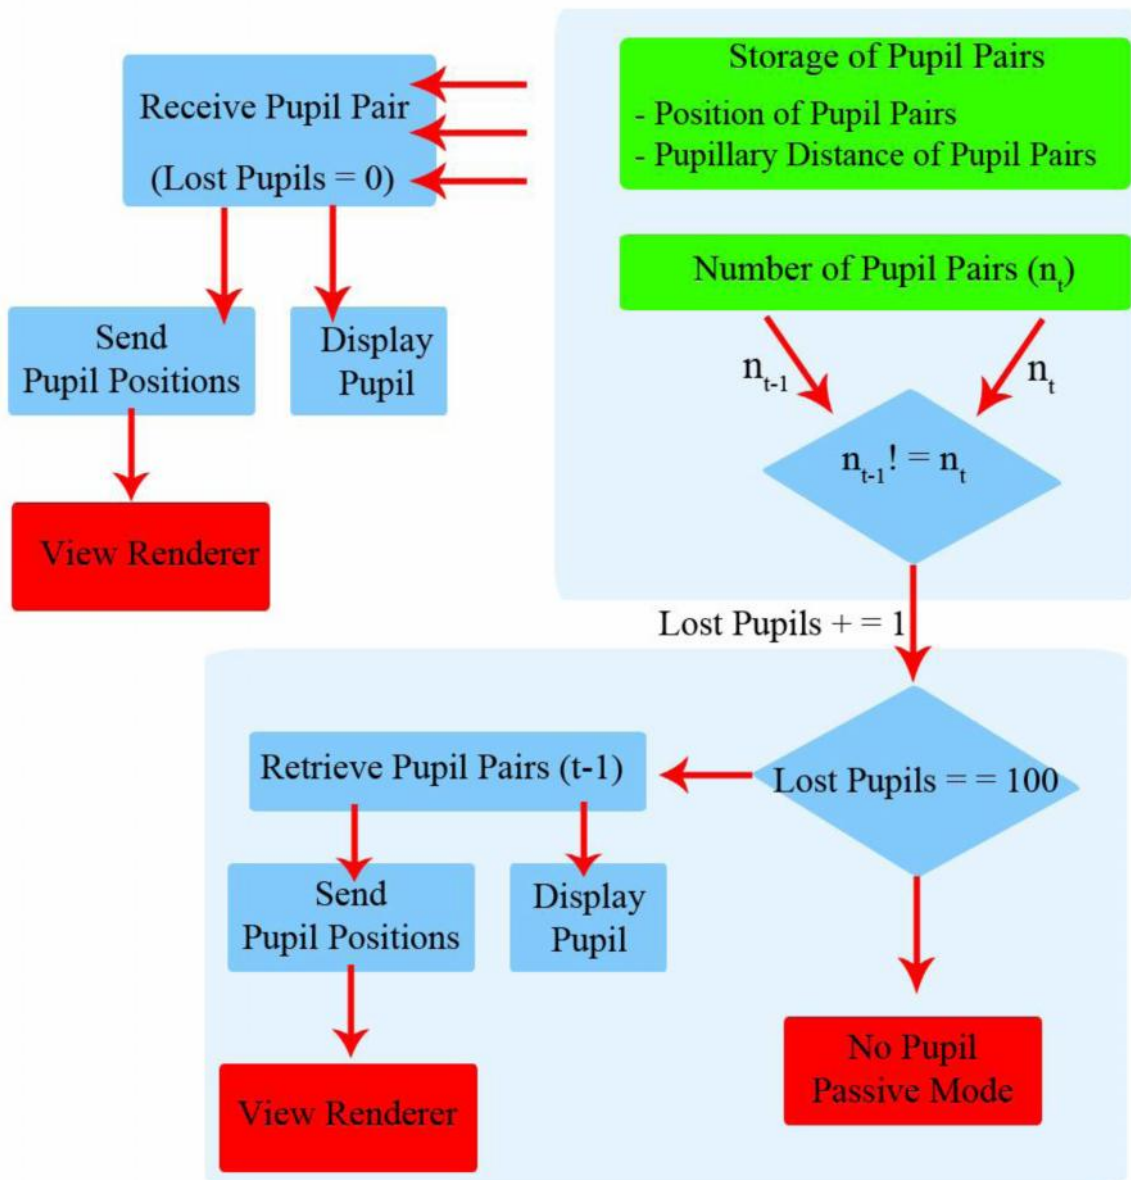 Receive Pupil Pair
(Lost Pupils = 0)
Send
Pupil Positions
Display
Pupil
View Renderer
Storage of Pupil Pairs
- Position of Pupil Pairs
- Pupillary Distance of Pupil Pairs
Number of Pupil Pairs (nₜ)
nₜ₋₁
nₜ
nₜ₋₁! = nₜ
Lost Pupils + = 1
Lost Pupils = = 100
Retrieve Pupil Pairs (t-1)
Send
Pupil Positions
Display
Pupil
View Renderer
No Pupil
Passive Mode